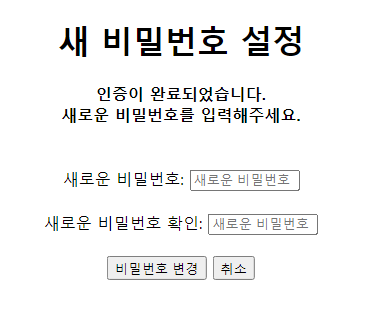 새 비밀번호 설정
인증이 완료되었습니다.
새로운 비밀번호를 입력해주세요.
새로운 비밀번호: 새로운 비밀번호
새로운 비밀번호 확인: 새로운 비밀번호
비밀번호 변경 취소